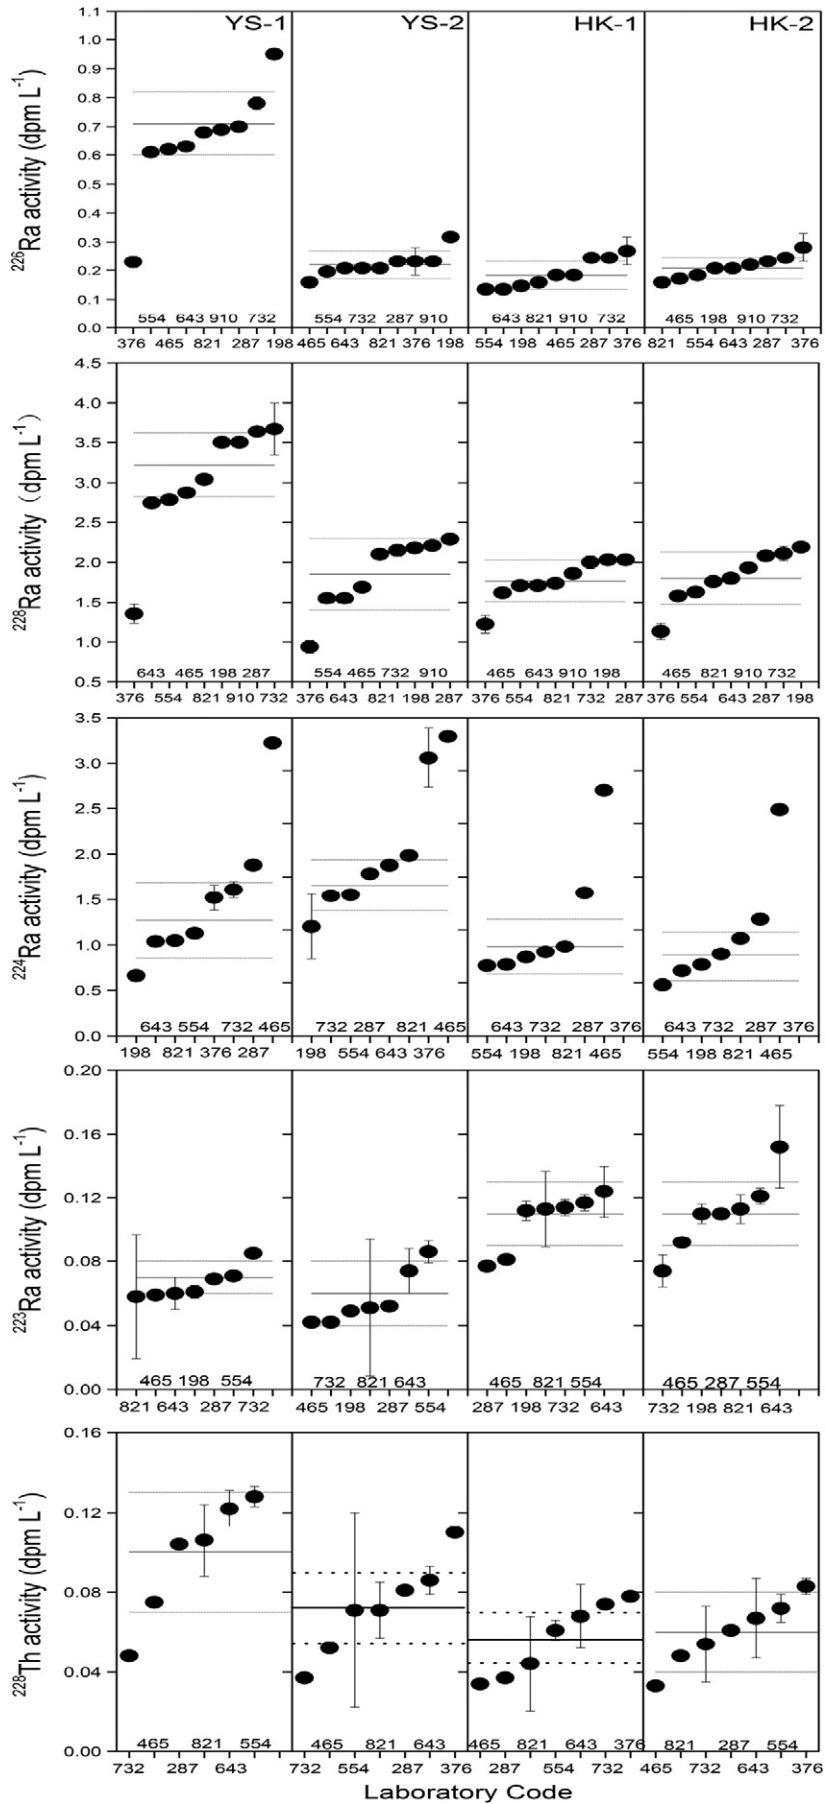 YS-1 YS-2 HK-1 HK-2
²²⁶Ra activity (dpm L⁻¹)
1.1
1.0
0.9
0.8
0.7
0.6
0.5
0.4
0.3
0.2
0.1
0.0
554 643 910 732 554 732 287 910 643 821 910 732 465 198 910 732
376 465 821 287 198 465 643 821 376 198 554 198 465 287 376 821 554 643 287 376
²²⁸Ra activity (dpm L⁻¹)
4.5
4.0
3.5
3.0
2.5
2.0
1.5
1.0
0.5
643 465 198 287 554 465 732 910 465 643 910 198 465 821 910 732
376 554 821 910 732 376 643 821 198 287 376 554 821 732 287 376 554 643 287 198
²²⁴Ra activity (dpm L⁻¹)
3.5
3.0
2.5
2.0
1.5
1.0
0.5
0.0
643 554 732 465 732 287 821 465 643 732 287 376 643 732 287 376
198 821 376 287 198 554 643 376 554 198 821 465 554 198 821 465
²²³Ra activity (dpm L⁻¹)
0.20
0.16
0.12
0.08
0.04
0.00
465 198 554 732 821 643 465 821 554 465 287 554
821 643 287 732 465 198 287 554 287 198 732 643 732 198 821 643
²²⁸Th activity (dpm L⁻¹)
0.16
0.12
0.08
0.04
0.00
465 821 554 465 821 643 465 821 643 376 821 287 554
732 287 643 732 554 287 376 287 554 732 465 732 643 376
Laboratory Code